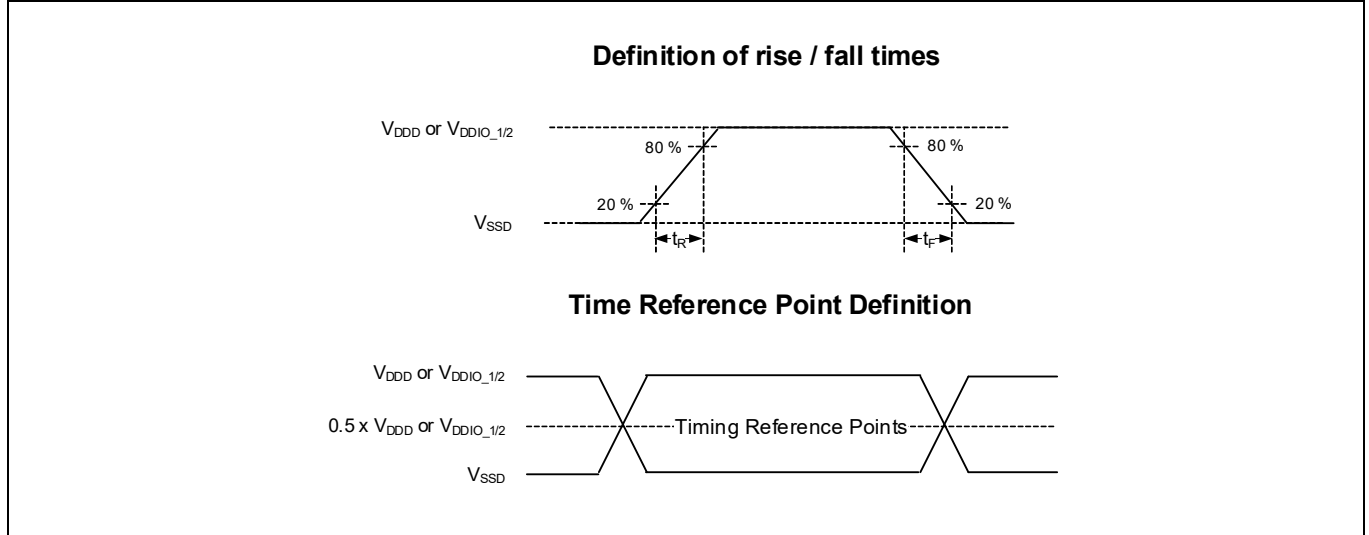 Definition of rise / fall times
VDDD or VDDIO_1/2
80 %
80 %
20 %
20 %
VSSD
tR
tF
Time Reference Point Definition
VDDD or VDDIO_1/2
0.5 x VDDD or VDDIO_1/2
Timing Reference Points
VSSD